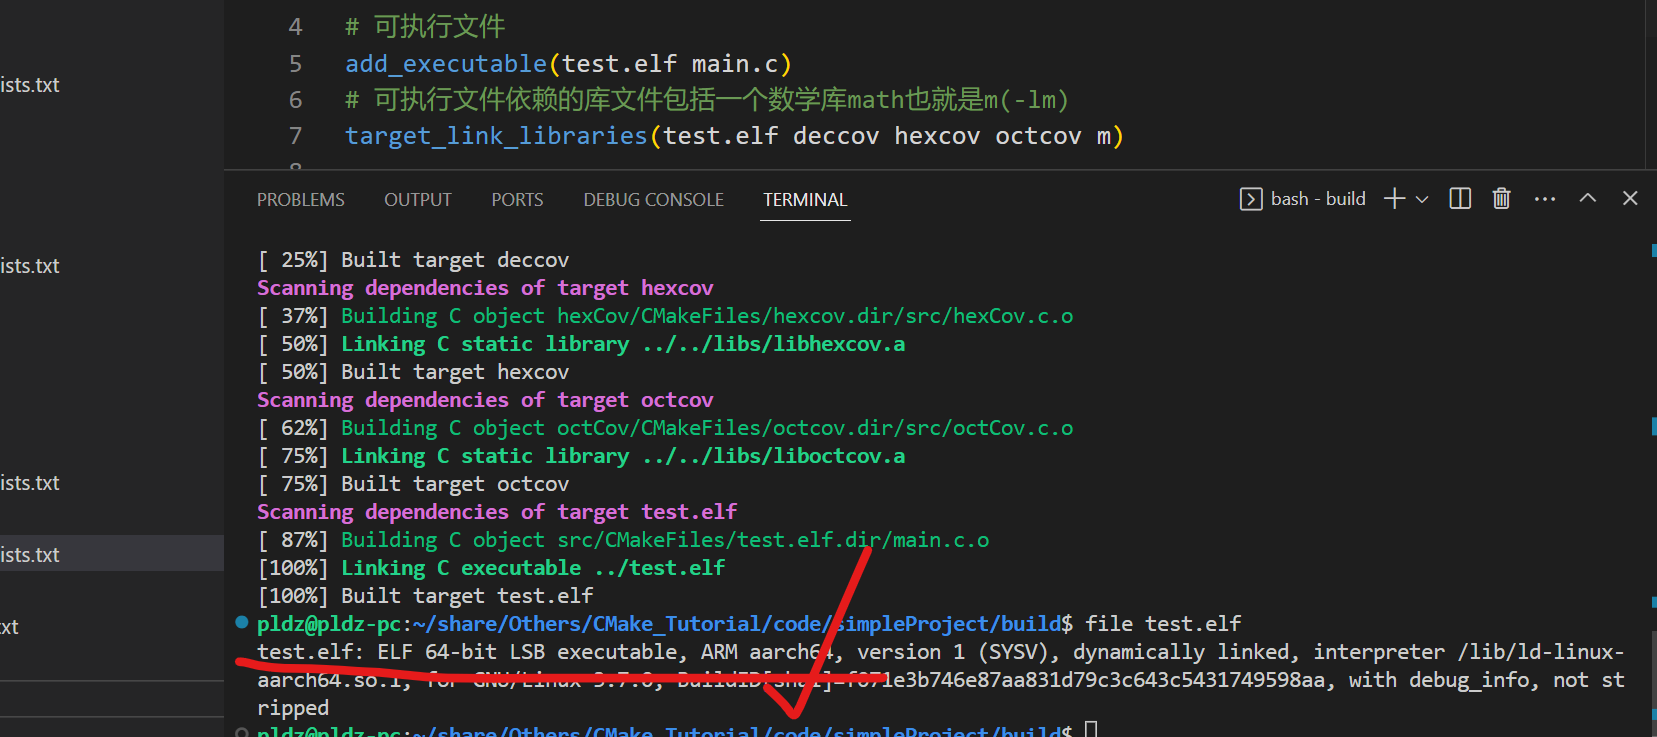 4 # 可执行文件
ists.txt
5 add_executable(test.elf main.c)
6 # 可执行文件依赖的库文件包括一个数学库math也就是m(-lm)
7 target_link_libraries(test.elf deccov hexcov octcov m)
8
PROBLEMS OUTPUT PORTS DEBUG CONSOLE TERMINAL bash - build
[ 25%] Built target deccov
ists.txt
Scanning dependencies of target hexcov
[ 37%] Building C object hexCov/CMakeFiles/hexcov.dir/src/hexCov.c.o
[ 50%] Linking C static library ../../libs/libhexcov.a
[ 50%] Built target hexcov
Scanning dependencies of target octcov
[ 62%] Building C object octCov/CMakeFiles/octcov.dir/src/octCov.c.o
[ 75%] Linking C static library ../../libs/liboctcov.a
[ 75%] Built target octcov
ists.txt
Scanning dependencies of target test.elf
[ 87%] Building C object src/CMakeFiles/test.elf.dir/main.c.o
ists.txt
[100%] Linking C executable ../test.elf
[100%] Built target test.elf
xt
pldz@pldz-pc:~/share/Others/CMake_Tutorial/code/simpleProject/build$ file test.elf
test.elf: ELF 64-bit LSB executable, ARM aarch64, version 1 (SYSV), dynamically linked, interpreter /lib/ld-linux-
aarch64.so.1, for GNU/Linux 3.7.0, BuildID[sha1]=f071e3b746e87aa831d79c3c643c5431749598aa, with debug_info, not st
ripped
pldz@pldz-pc:~/share/Others/CMake_Tutorial/code/simpleProject/build$